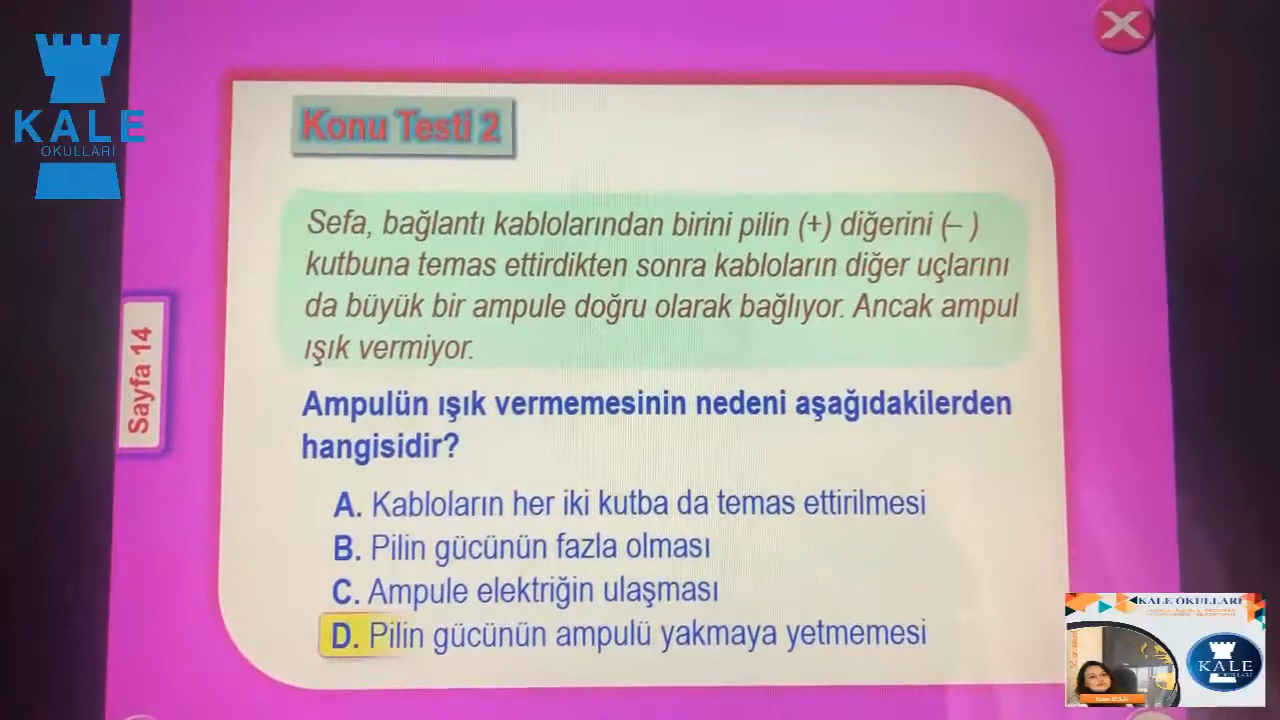 KALE
OKULLARI
Konu Testi 2
Sefa, bağlantı kablolarından birini pilin (+) diğerini (– )
kutbuna temas ettirdikten sonra kabloların diğer uçlarını
da büyük bir ampule doğru olarak bağlıyor. Ancak ampul
ışık vermiyor.
Sayfa 14
Ampulün ışık vermemesinin nedeni aşağıdakilerden
hangisidir?
A. Kabloların her iki kutba da temas ettirilmesi
B. Pilin gücünün fazla olması
C. Ampule elektriğin ulaşması
D. Pilin gücünün ampulü yakmaya yetmemesi
KALE OKULLARI
KALE